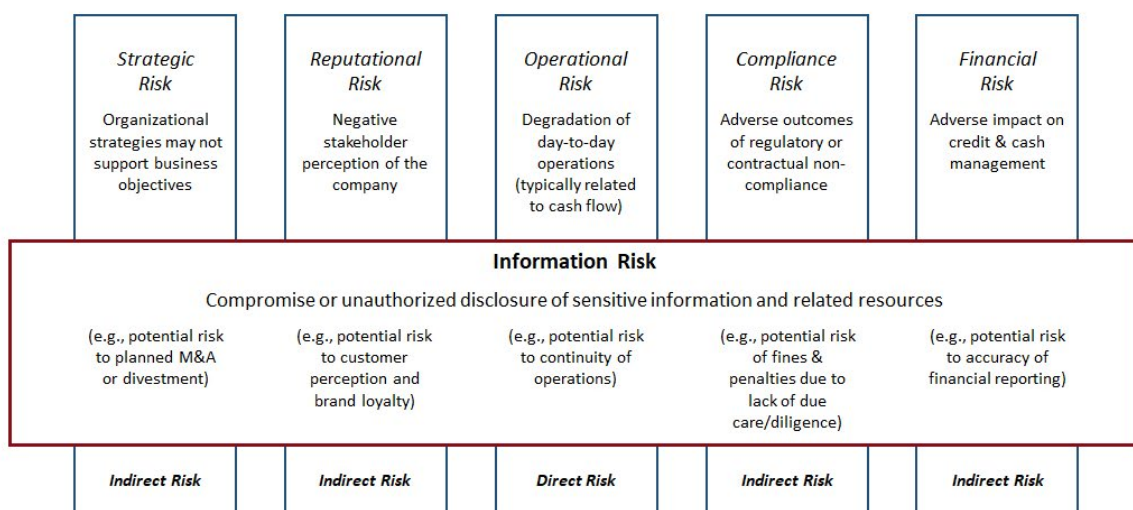 Strategic
Risk
Organizational
strategies may not
support business
objectives
Reputational
Risk
Negative
stakeholder
perception of the
company
Operational
Risk
Degradation of
day-to-day
operations
(typically related
to cash flow)
Compliance
Risk
Adverse outcomes
of regulatory or
contractual non-
compliance
Financial
Risk
Adverse impact on
credit & cash
management
Information Risk
Compromise or unauthorized disclosure of sensitive information and related resources
(e.g., potential risk
to planned M&A
or divestment)
(e.g., potential risk
to customer
perception and
brand loyalty)
(e.g., potential risk
to continuity of
operations)
(e.g., potential risk
of fines &
penalties due to
lack of due
care/diligence)
(e.g., potential risk
to accuracy of
financial reporting)
Indirect Risk
Indirect Risk
Direct Risk
Indirect Risk
Indirect Risk